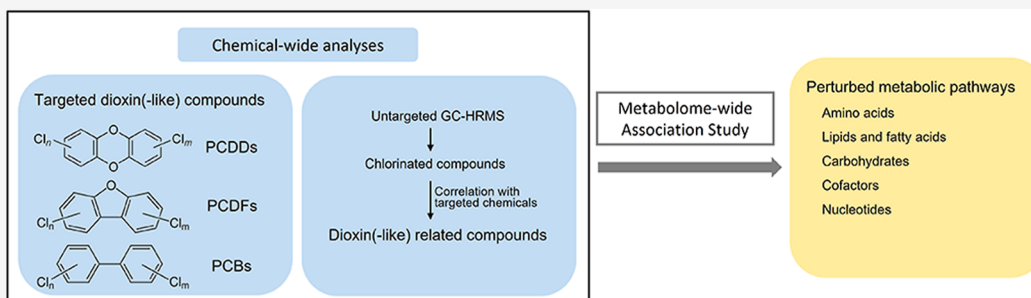 Chemical-wide analyses
Targeted dioxin(-like) compounds
Cln
O
O
Clm
PCDDs
O
Cln
Clm
PCDFs
Cln
Clm
PCBs
Untargeted GC-HRMS
Chlorinated compounds
Correlation with
targeted chemicals
Dioxin(-like) related compounds
Metabolome-wide
Association Study
Perturbed metabolic pathways
Amino acids
Lipids and fatty acids
Carbohydrates
Cofactors
Nucleotides